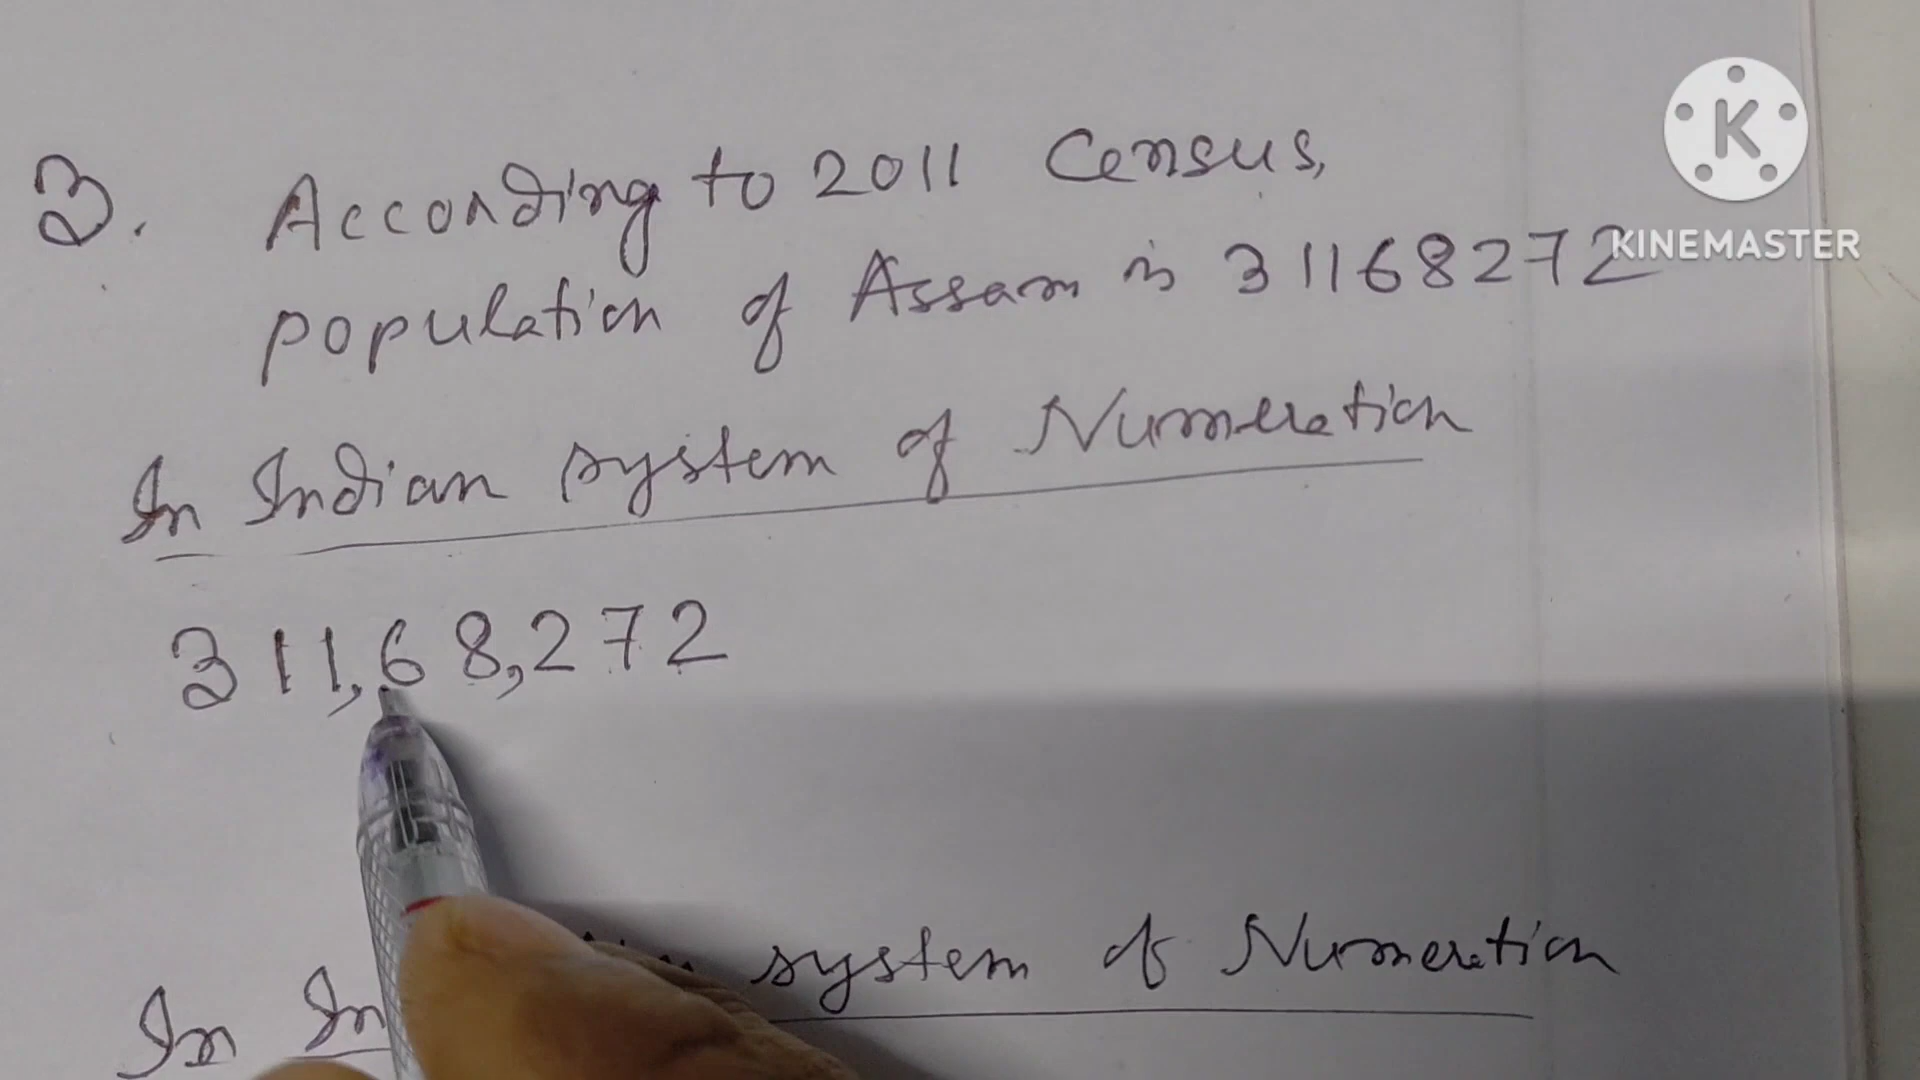 3. According to 2011 Census,
population of Assam is 31168272
In Indian system of Numeration
311,68,272
In In system of Numeration
K
KINEMASTER